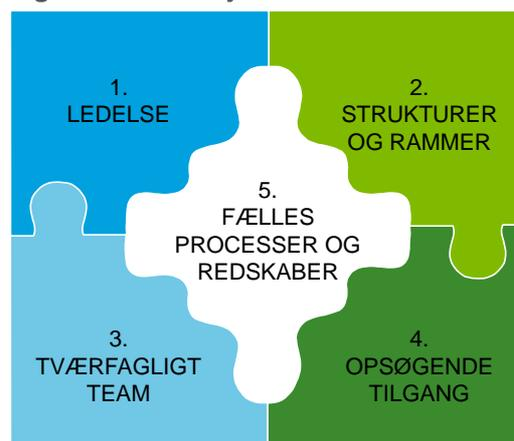 1.
LEDELSE
2.
STRUKTURER
OG RAMMER
5.
FÆLLES
PROCESSER OG
REDSKABER
3.
TVÆRFAGLIGT
TEAM
4.
OPSØGENDE
TILGANG